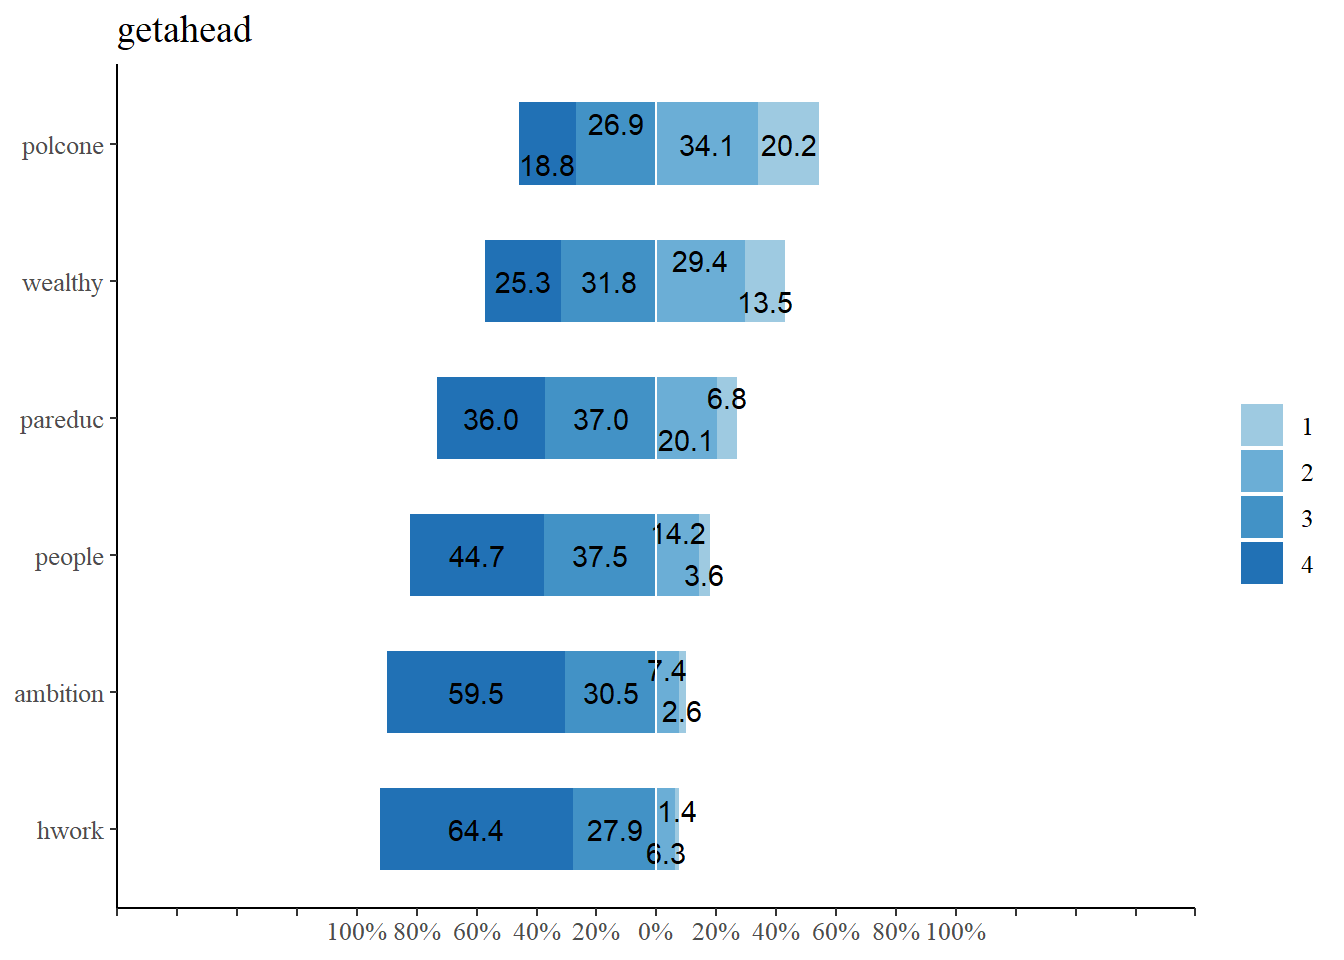 getahead
polcone 18.8 26.9 34.1 20.2
wealthy 25.3 31.8 29.4 13.5
pareduc 36.0 37.0 20.1 6.8
people 44.7 37.5 14.2 3.6
ambition 59.5 30.5 7.4 2.6
hwork 64.4 27.9 6.3 1.4
100% 80% 60% 40% 20% 0% 20% 40% 60% 80% 100%
1
2
3
4